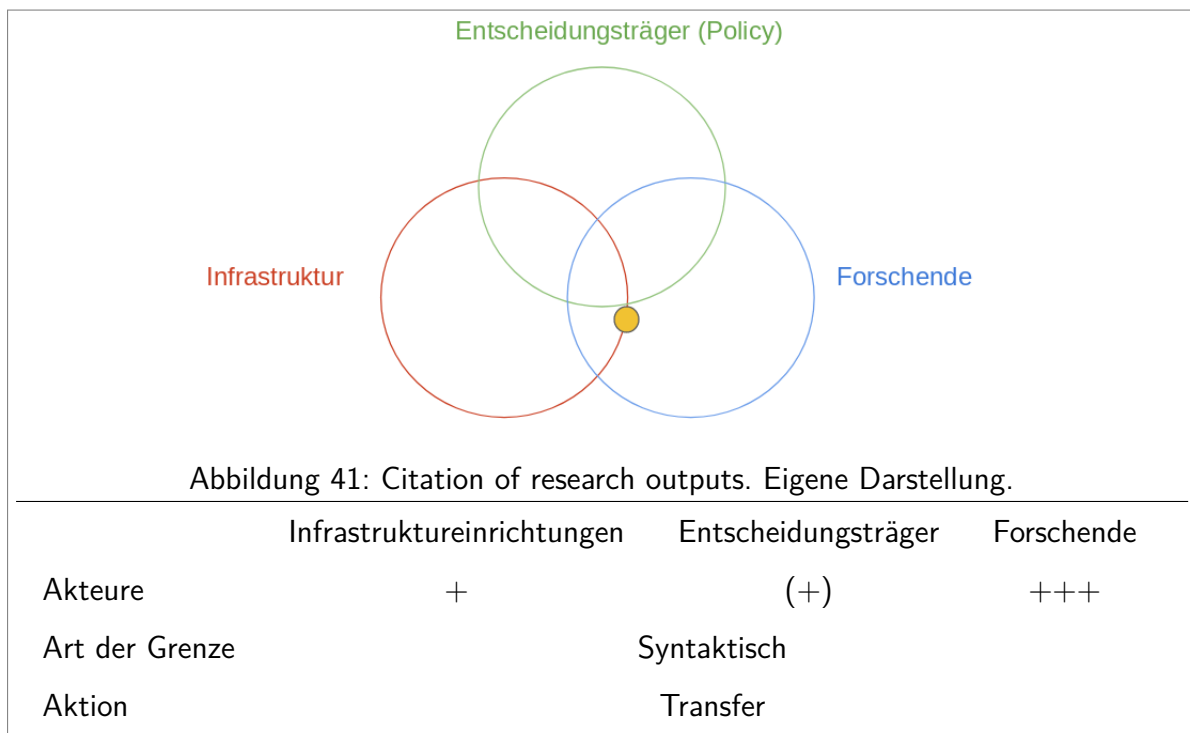 Entscheidungsträger (Policy)
Infrastruktur
Forschende
Abbildung 41: Citation of research outputs. Eigene Darstellung.
Infrastruktureinrichtungen Entscheidungsträger Forschende
Akteure + (+) +++
Art der Grenze Syntaktisch
Aktion Transfer